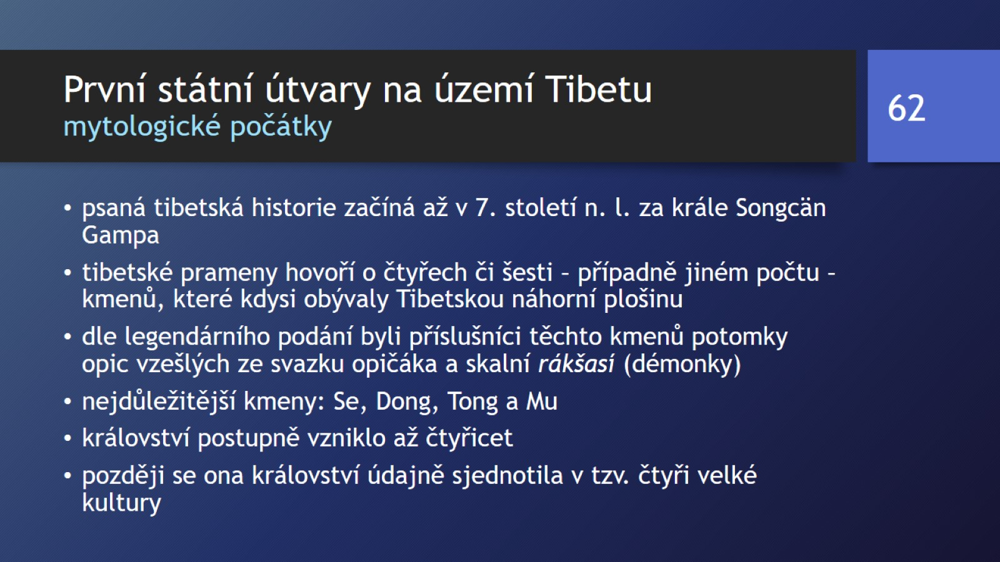 První státní útvary na území Tibetu
mytologické počátky
62
• psaná tibetská historie začíná až v 7. století n. l. za krále Songcän
Gampa
• tibetské prameny hovoří o čtyřech či šesti – případně jiném počtu –
kmenů, které kdysi obývaly Tibetskou náhorní plošinu
• dle legendárního podání byli příslušníci těchto kmenů potomky
opic vzešlých ze svazku opičáka a skalní rákšasí (démonky)
• nejdůležitější kmeny: Se, Dong, Tong a Mu
• království postupně vzniklo až čtyřicet
• později se ona království údajně sjednotila v tzv. čtyři velké
kultury